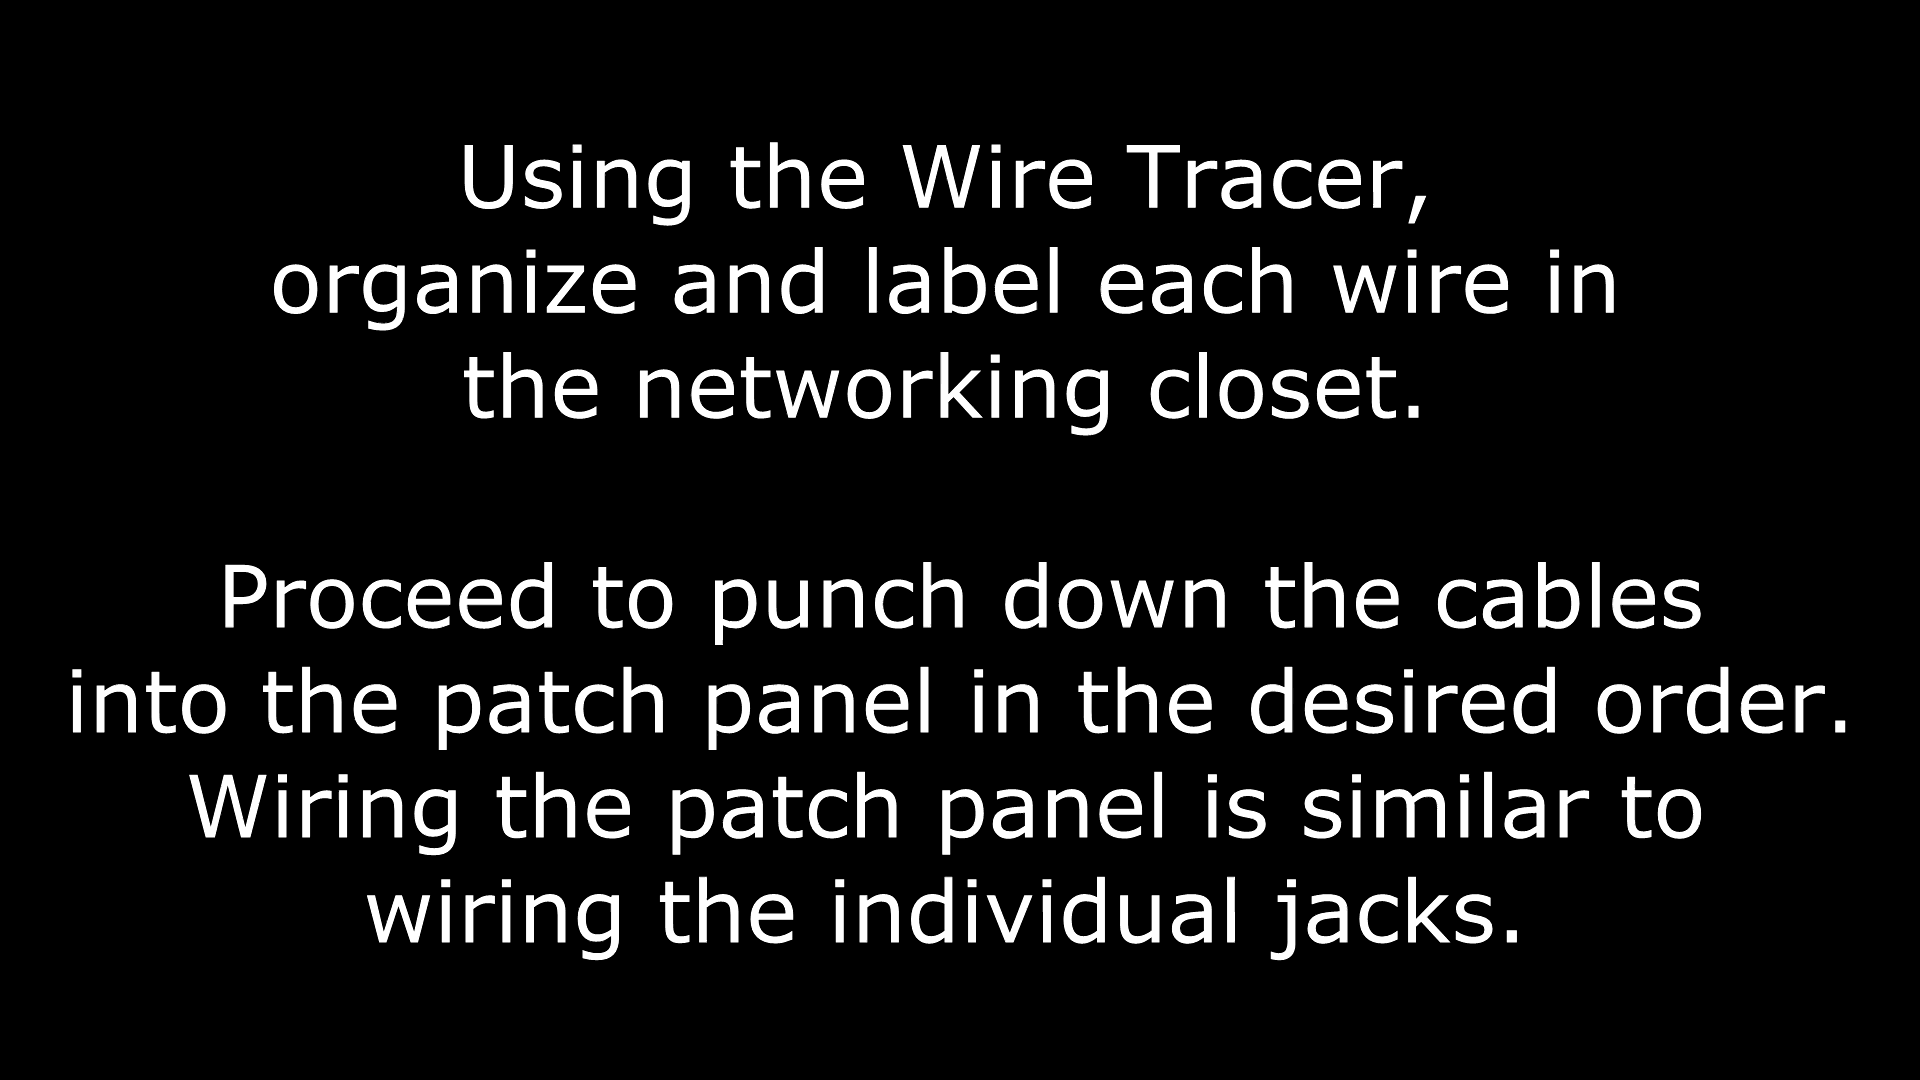 Using the Wire Tracer,
organize and label each wire in
the networking closet.
Proceed to punch down the cables
into the patch panel in the desired order.
Wiring the patch panel is similar to
wiring the individual jacks.